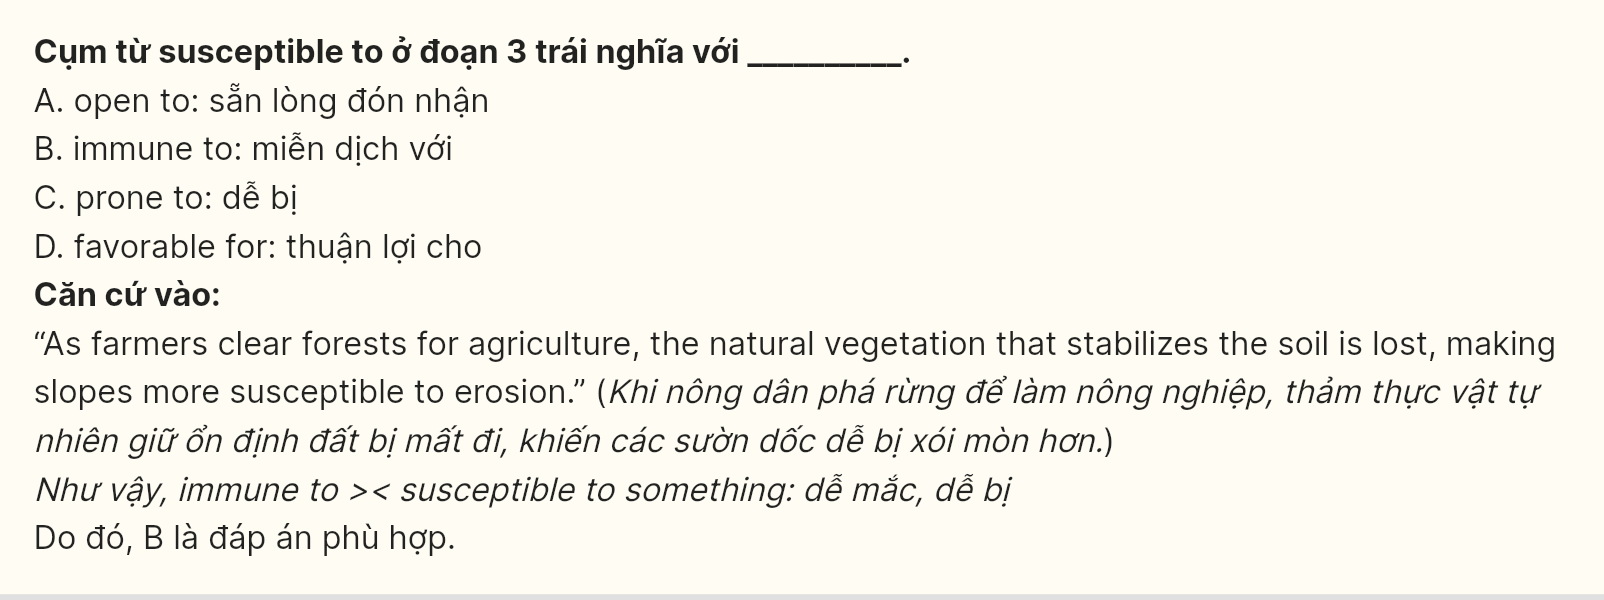 Cụm từ susceptible to ở đoạn 3 trái nghĩa với __________.
A. open to: sẵn lòng đón nhận
B. immune to: miễn dịch với
C. prone to: dễ bị
D. favorable for: thuận lợi cho
Căn cứ vào:
“As farmers clear forests for agriculture, the natural vegetation that stabilizes the soil is lost, making
slopes more susceptible to erosion.” (Khi nông dân phá rừng để làm nông nghiệp, thảm thực vật tự
nhiên giữ ổn định đất bị mất đi, khiến các sườn dốc dễ bị xói mòn hơn.)
Như vậy, immune to >< susceptible to something: dễ mắc, dễ bị
Do đó, B là đáp án phù hợp.